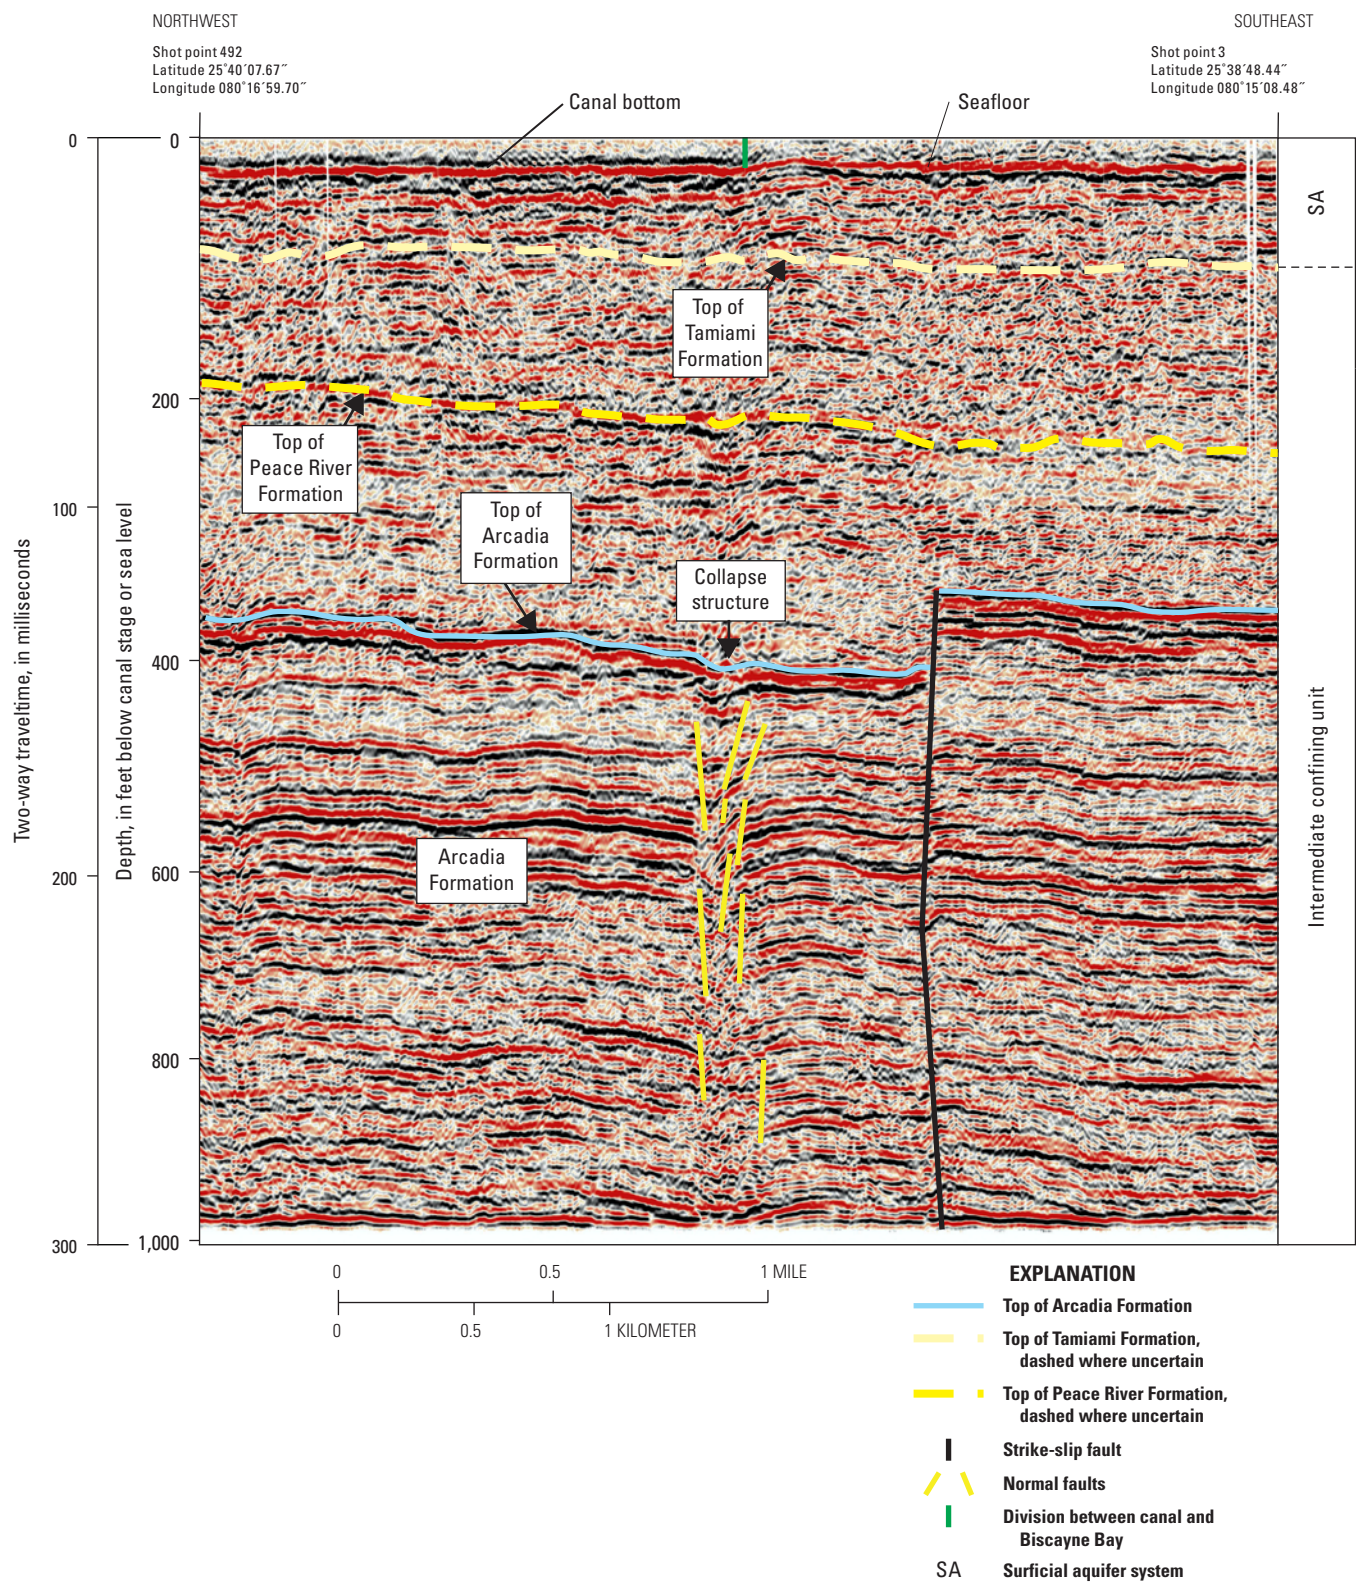 NORTHWEST
SOUTHEAST
Shot point 492
Latitude 25˚40´07.67˝
Longitude 080˚16´59.70˝
Shot point 3
Latitude 25˚38´48.44˝
Longitude 080˚15´08.48˝
Canal bottom
Seafloor
0
0
SA
Top of
Tamiami
Formation
200
Top of
Peace River
Formation
100
Top of
Arcadia
Formation
Collapse
structure
400
Two-way traveltime, in milliseconds
Depth, in feet below canal stage or sea level
Intermediate confining unit
Arcadia
Formation
200
600
800
300
1,000
0
0.5
1 MILE
0
0.5
1 KILOMETER
EXPLANATION
Top of Arcadia Formation
Top of Tamiami Formation,
dashed where uncertain
Top of Peace River Formation,
dashed where uncertain
Strike-slip fault
Normal faults
Division between canal and
Biscayne Bay
SA Surficial aquifer system